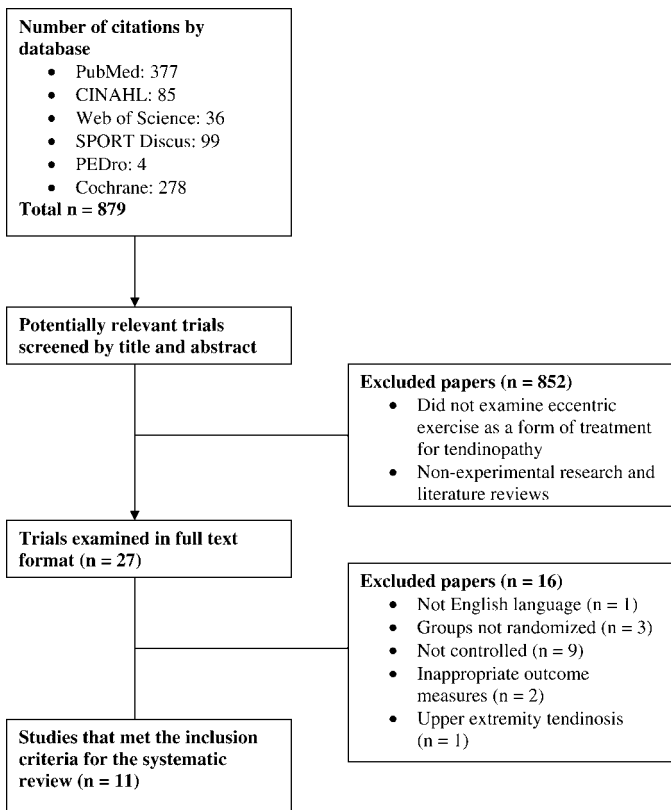 Number of citations by
database
• PubMed: 377
• CINAHL: 85
• Web of Science: 36
• SPORT Discus: 99
• PEDro: 4
• Cochrane: 278
Total n = 879
Potentially relevant trials
screened by title and abstract
Excluded papers (n = 852)
• Did not examine eccentric
exercise as a form of treatment
for tendinopathy
• Non-experimental research and
literature reviews
Trials examined in full text
format (n = 27)
Excluded papers (n = 16)
• Not English language (n = 1)
• Groups not randomized (n = 3)
• Not controlled (n = 9)
• Inappropriate outcome
measures (n = 2)
• Upper extremity tendinosis
(n = 1)
Studies that met the inclusion
criteria for the systematic
review (n = 11)